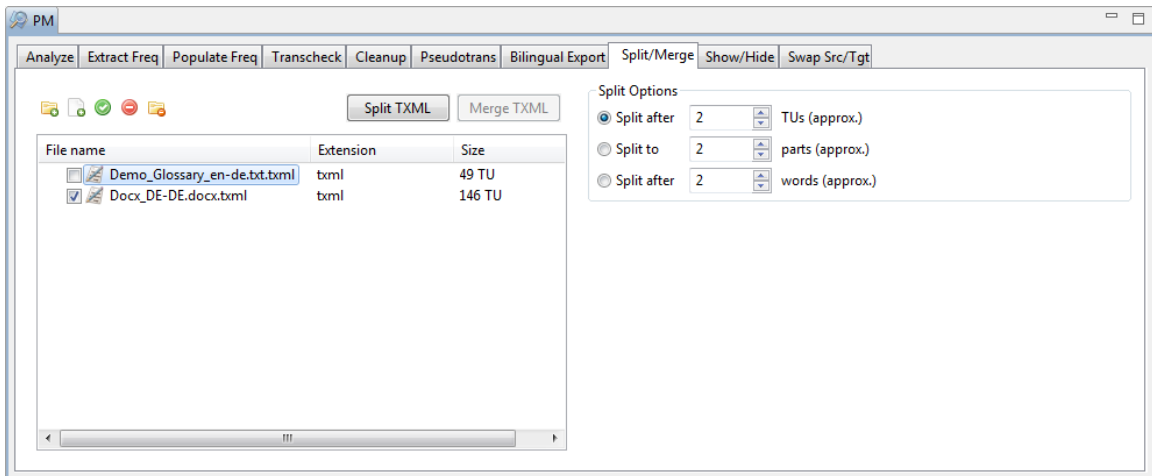 PM
Analyze Extract Freq Populate Freq Transcheck Cleanup Pseudotrans Bilingual Export Split/Merge Show/Hide Swap Src/Tgt
Split TXML Merge TXML
File name Extension Size
Demo_Glossary_en-de.txt.txml txml 49 TU
Docx_DE-DE.docx.txml txml 146 TU
Split Options
Split after 2 TUs (approx.)
Split to 2 parts (approx.)
Split after 2 words (approx.)